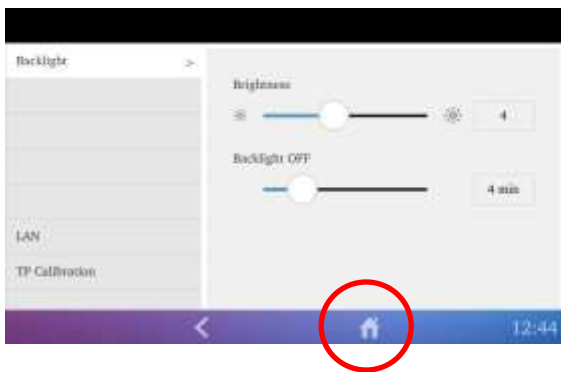 Backlight >
Brightness
4
Backlight OFF
4 min
LAN
TP Calibration
12:44